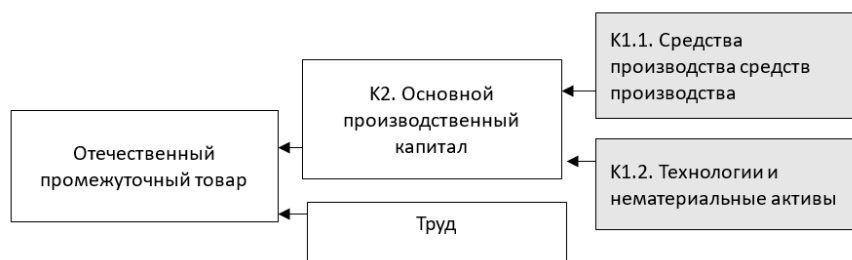 К1.1. Средства
производства средств
производства
К2. Основной
производственный
капитал
Отечественный
промежуточный товар
К1.2. Технологии и
нематериальные активы
Труд